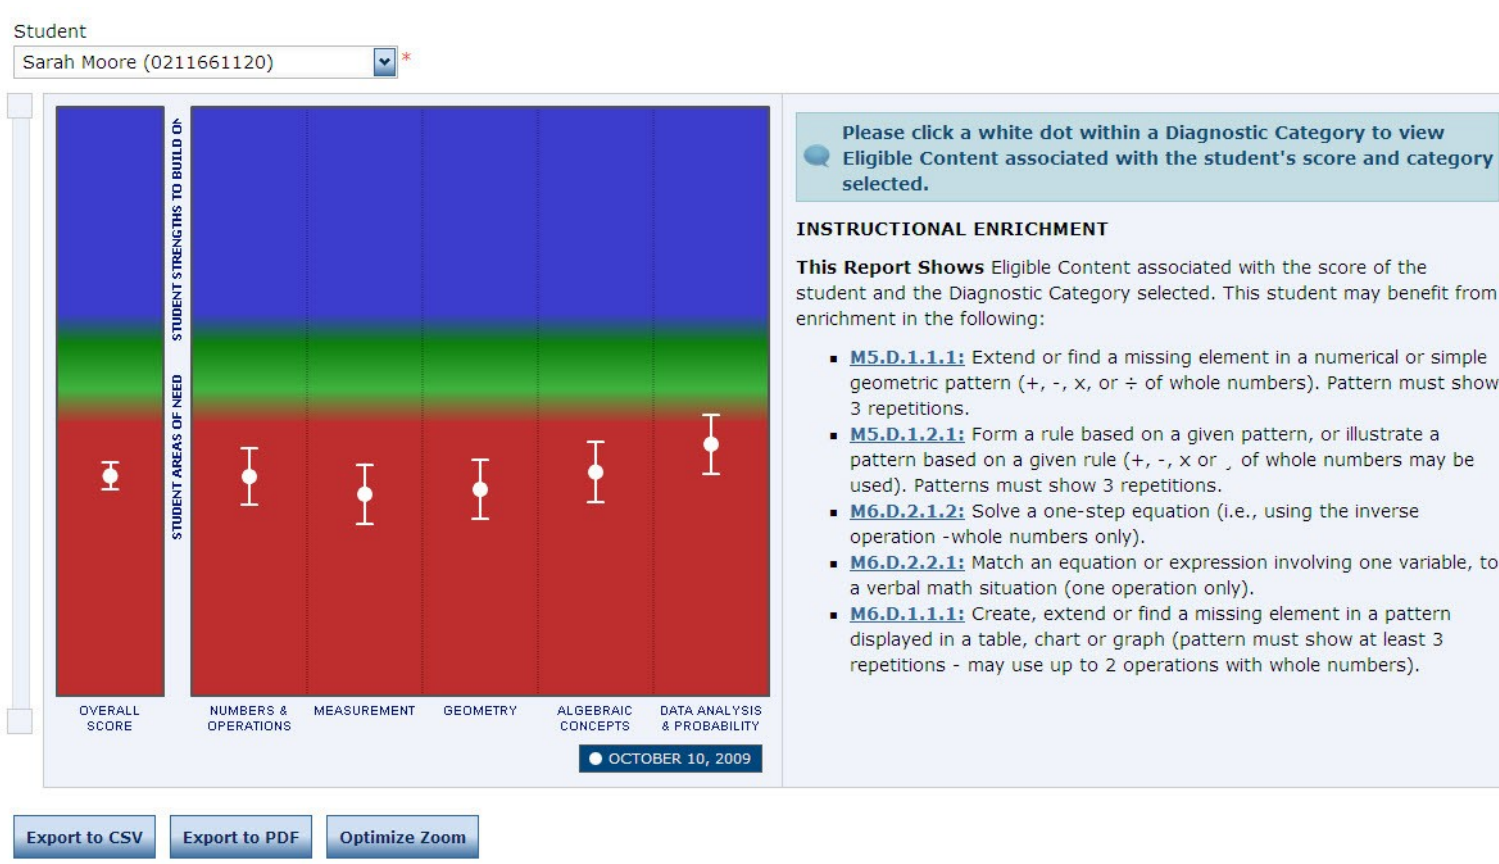 Student
Sarah Moore (0211661120) *
STUDENT STRENGTHS TO BUILD ON
STUDENT AREAS OF NEED
OVERALL
SCORE
NUMBERS &
OPERATIONS
MEASUREMENT
GEOMETRY
ALGEBRAIC
CONCEPTS
DATA ANALYSIS
& PROBABILITY
OCTOBER 10, 2009
Please click a white dot within a Diagnostic Category to view
Eligible Content associated with the student's score and category
selected.
INSTRUCTIONAL ENRICHMENT
This Report Shows Eligible Content associated with the score of the
student and the Diagnostic Category selected. This student may benefit from
enrichment in the following:
▪ M5.D.1.1.1: Extend or find a missing element in a numerical or simple
geometric pattern (+, -, x, or ÷ of whole numbers). Pattern must show
3 repetitions.
▪ M5.D.1.2.1: Form a rule based on a given pattern, or illustrate a
pattern based on a given rule (+, -, x or ¸ of whole numbers may be
used). Patterns must show 3 repetitions.
▪ M6.D.2.1.2: Solve a one-step equation (i.e., using the inverse
operation -whole numbers only).
▪ M6.D.2.2.1: Match an equation or expression involving one variable, to
a verbal math situation (one operation only).
▪ M6.D.1.1.1: Create, extend or find a missing element in a pattern
displayed in a table, chart or graph (pattern must show at least 3
repetitions - may use up to 2 operations with whole numbers).
Export to CSV
Export to PDF
Optimize Zoom